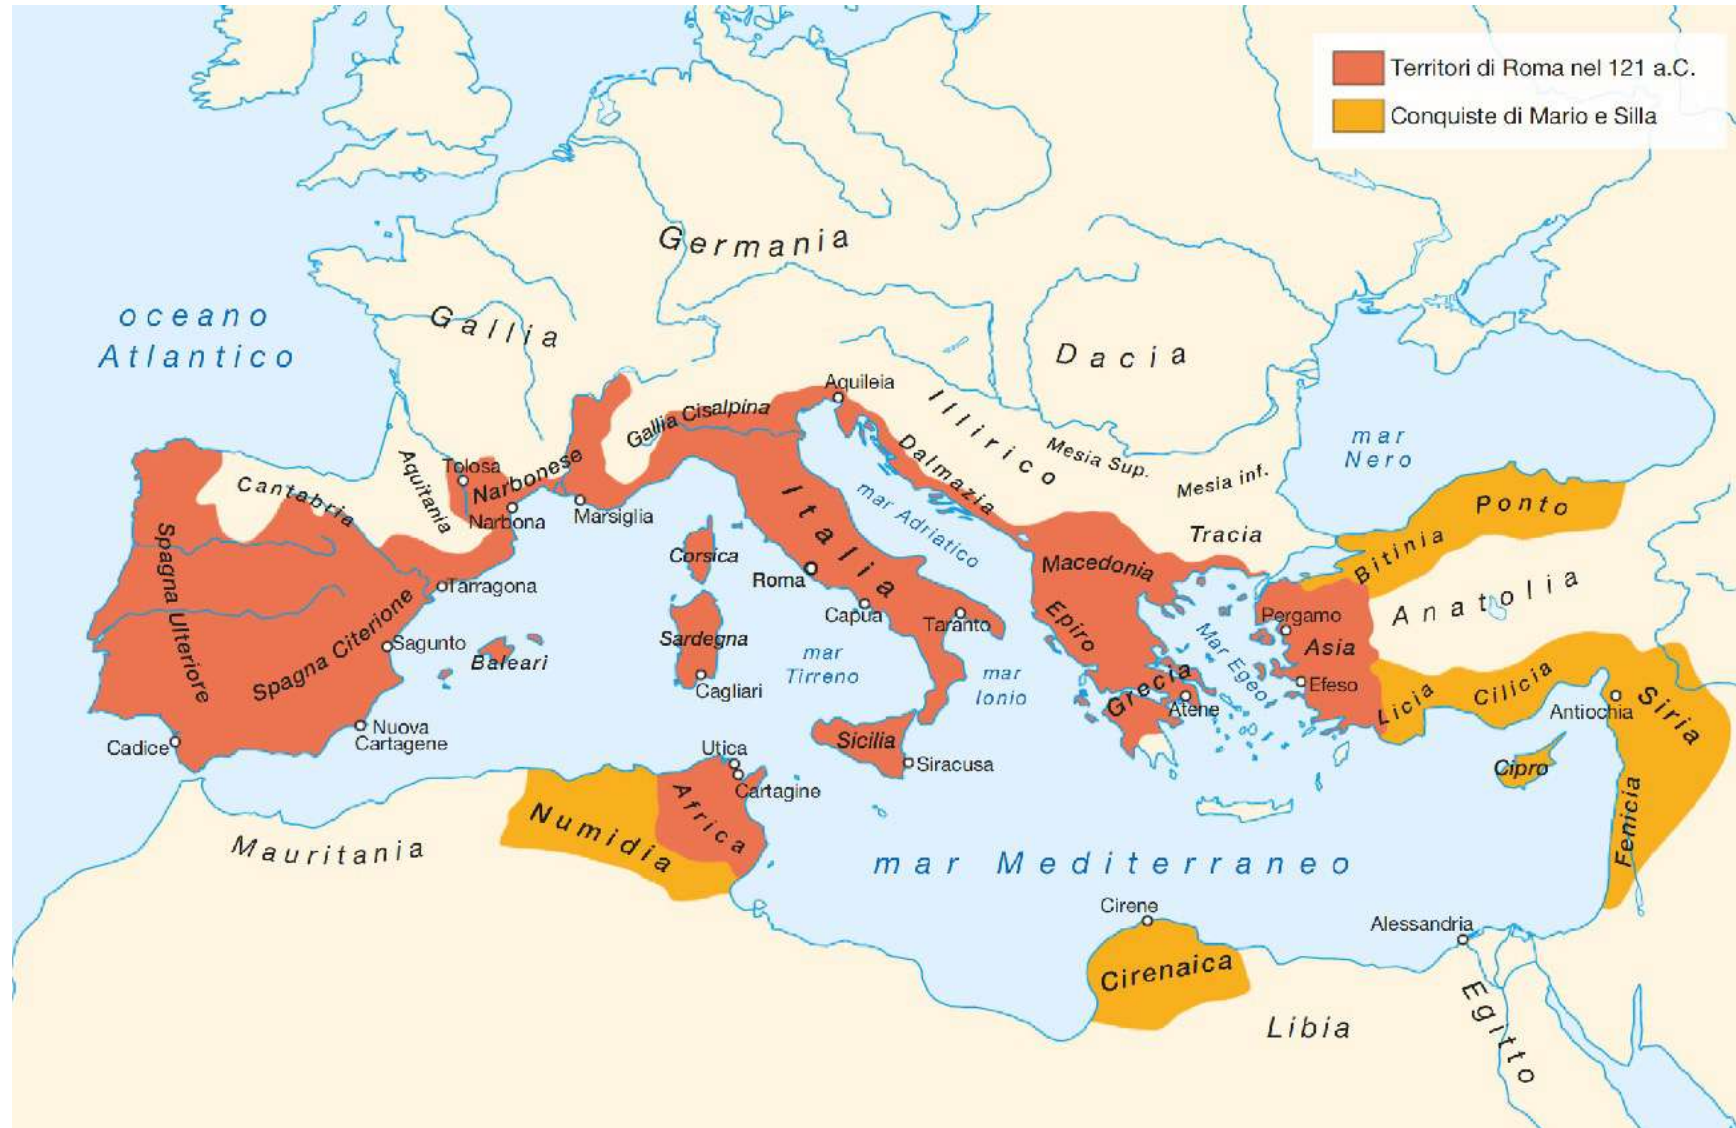 Territori di Roma nel 121 a.C.
Conquiste di Mario e Silla
Germania
oceano
Atlantico
Gallia
Dacia
Aquileia
Gallia Cisalpina
Illirico
Mesia Sup.
Mesia inf.
mar
Nero
Dalmazia
Tolosa
Narbonese
Aquitania
Cantabria
Narbona
Marsiglia
Italia
mar Adriatico
Tracia
Ponto
Bitinia
Macedonia
Anatolia
Spagna Ulteriore
Spagna Citerione
Tarragona
Sagunto
Baleari
Corsica
Roma
Sardegna
Cagliari
Capua
Taranto
mar
Tirreno
mar
Ionio
Epiro
Grecia
Atene
Mar Egeo
Pergamo
Asia
Efeso
Licia
Cilicia
Antiochia
Siria
Cipro
Fenicia
Cadice
Nuova
Cartagene
Sicilia
Siracusa
Utica
Cartagine
Africa
Numidia
Mauritania
mar Mediterraneo
Cirene
Cirenaica
Alessandria
Libia
Egitto